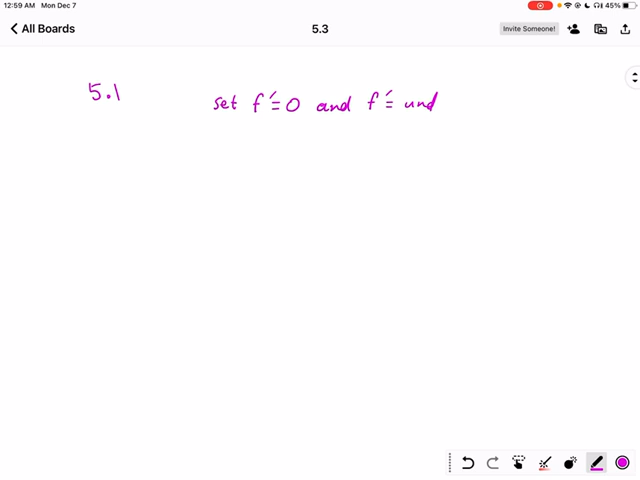 12:59 AM Mon Dec 7 45%
All Boards 5.3 Invite Someone!
5.1 set f' = 0 and f' = und